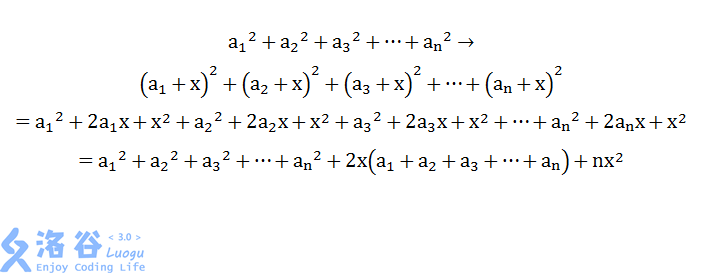 a₁² + a₂² + a₃² + ⋯ + aₙ² →
(a₁ + x)² + (a₂ + x)² + (a₃ + x)² + ⋯ + (aₙ + x)²
= a₁² + 2a₁x + x² + a₂² + 2a₂x + x² + a₃² + 2a₃x + x² + ⋯ + aₙ² + 2aₙx + x²
= a₁² + a₂² + a₃² + ⋯ + aₙ² + 2x(a₁ + a₂ + a₃ + ⋯ + aₙ) + nx²
洛谷 < 3.0 > Luogu
Enjoy Coding Life